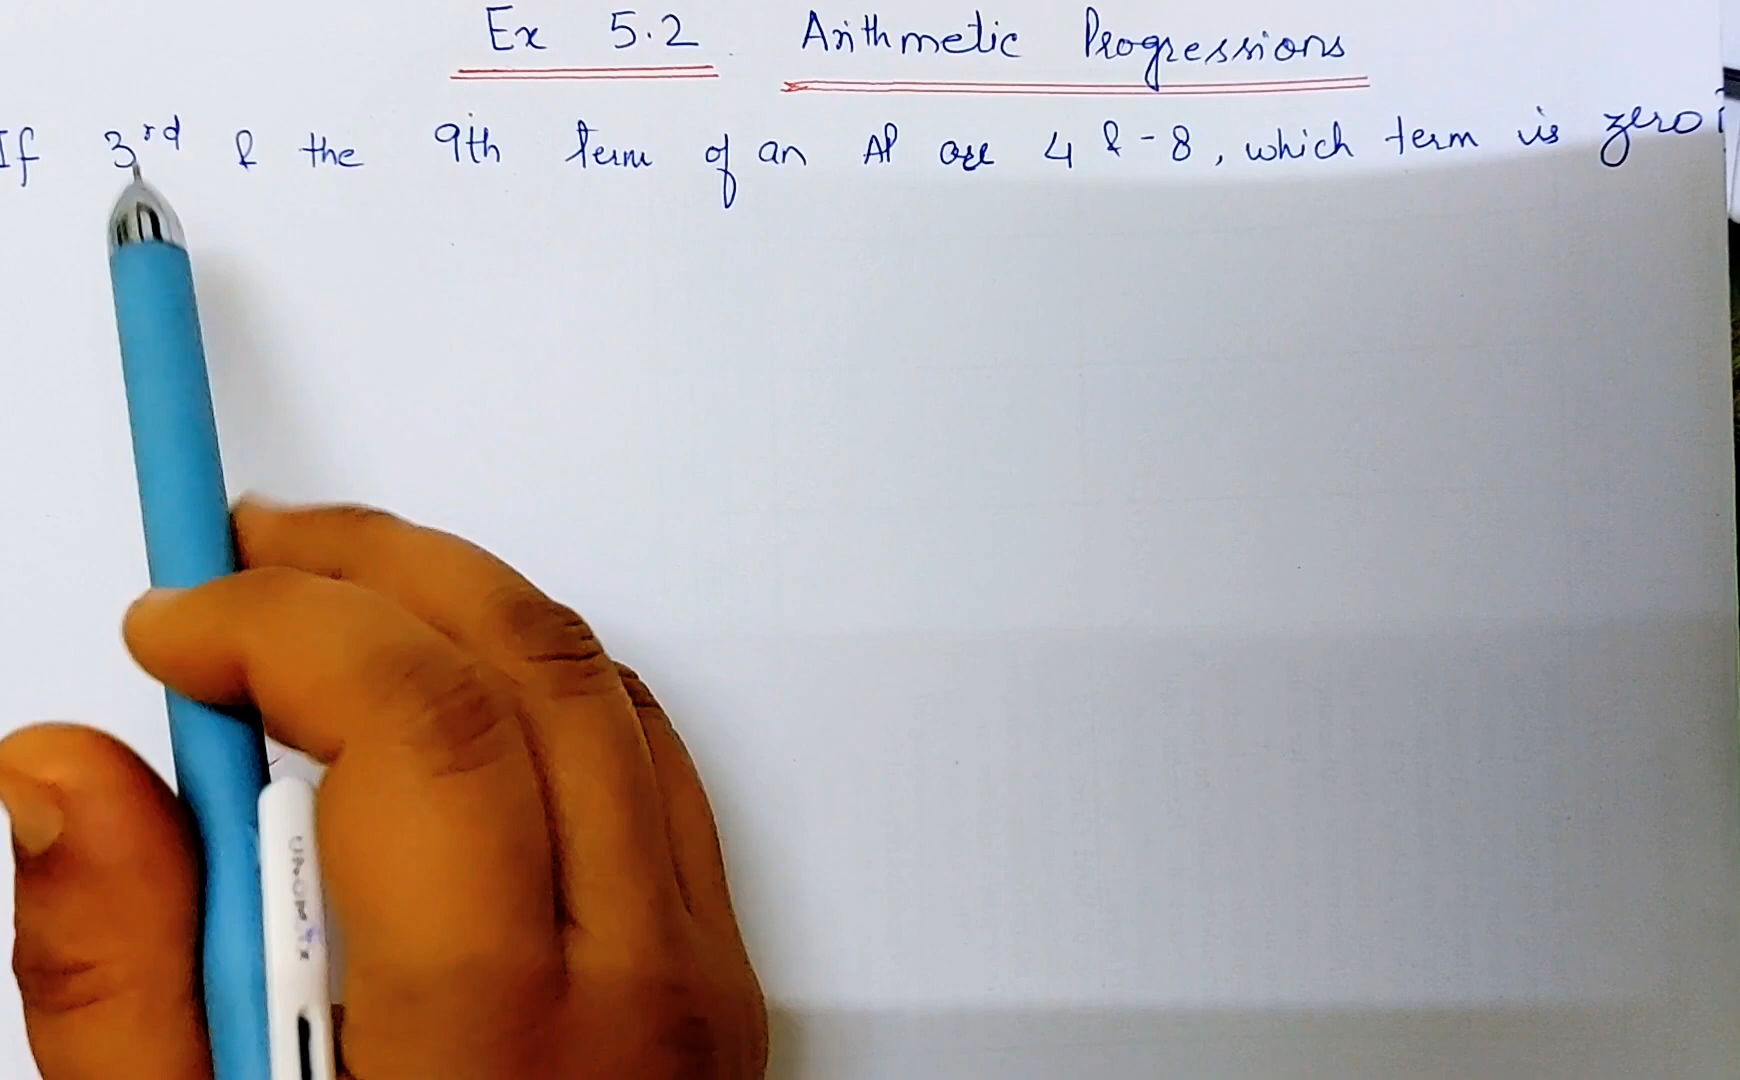 Ex 5.2 Arithmetic Progressions
If 3rd & the 9th term of an AP are 4 & -8, which term is zero?